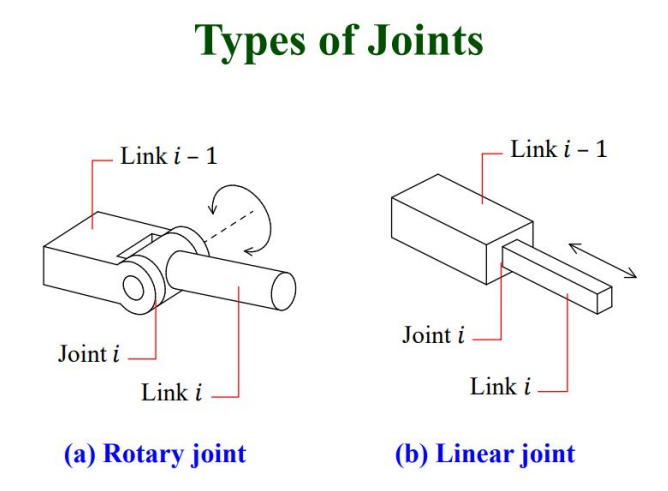 Types of Joints
Link i – 1
Joint i
Link i
(a) Rotary joint
Link i – 1
Joint i
Link i
(b) Linear joint